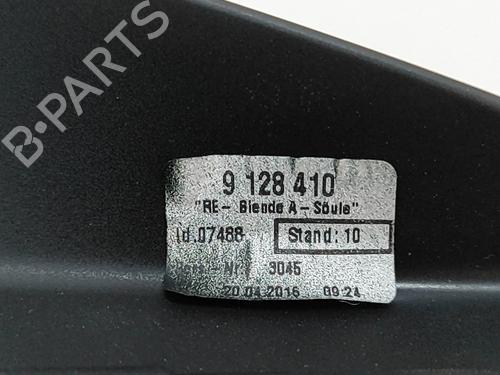 B-PARTS
9 128 410
"RE - Blende A - Säule"
Id.07488
Stand: 10
3045
20.04.2016 09:24